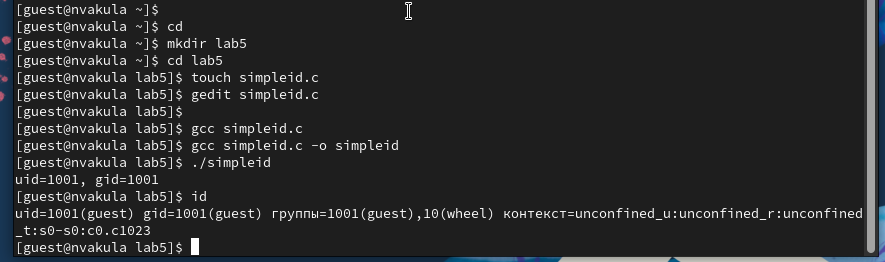 [guest@nvakula ~]$
[guest@nvakula ~]$ cd
[guest@nvakula ~]$ mkdir lab5
[guest@nvakula ~]$ cd lab5
[guest@nvakula lab5]$ touch simpleid.c
[guest@nvakula lab5]$ gedit simpleid.c
[guest@nvakula lab5]$
[guest@nvakula lab5]$ gcc simpleid.c
[guest@nvakula lab5]$ gcc simpleid.c -o simpleid
[guest@nvakula lab5]$ ./simpleid
uid=1001, gid=1001
[guest@nvakula lab5]$ id
uid=1001(guest) gid=1001(guest) группы=1001(guest),10(wheel) контекст=unconfined_u:unconfined_r:unconfined
_t:s0-s0:c0.c1023
[guest@nvakula lab5]$